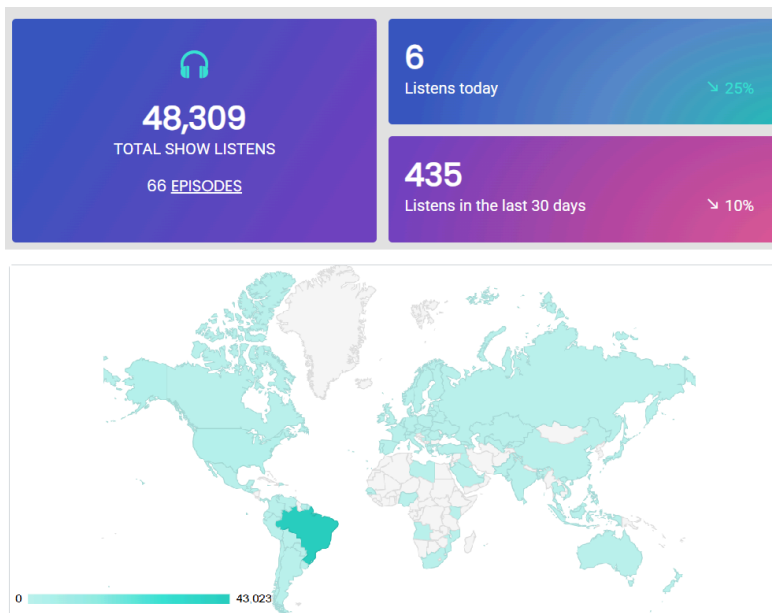 48,309
TOTAL SHOW LISTENS
66 EPISODES
6
Listens today
↘ 25%
435
Listens in the last 30 days
↘ 10%
0
43,023